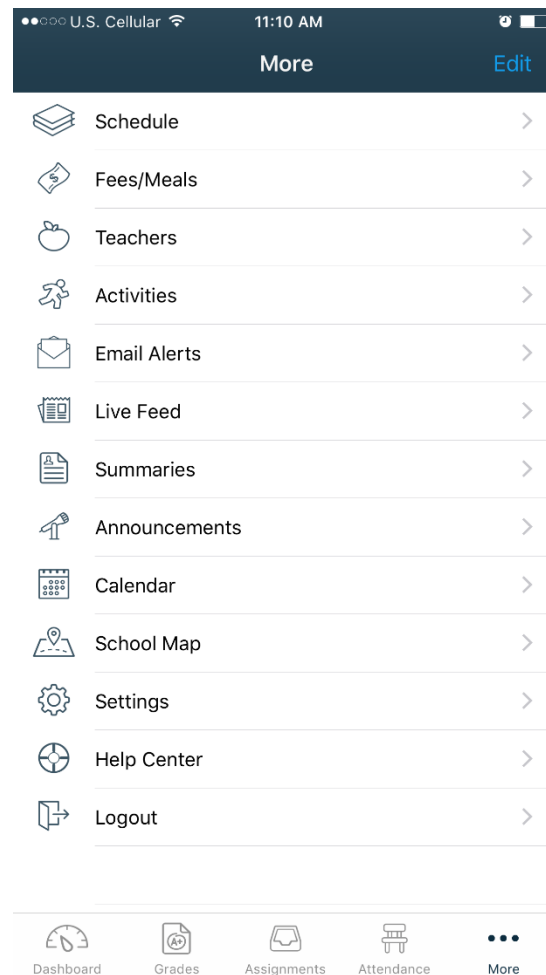 U.S. Cellular 11:10 AM
More Edit
Schedule
$ Fees/Meals
Teachers
Activities
Email Alerts
Live Feed
Summaries
Announcements
Calendar
School Map
Settings
Help Center
Logout
A+
Dashboard Grades Assignments Attendance More